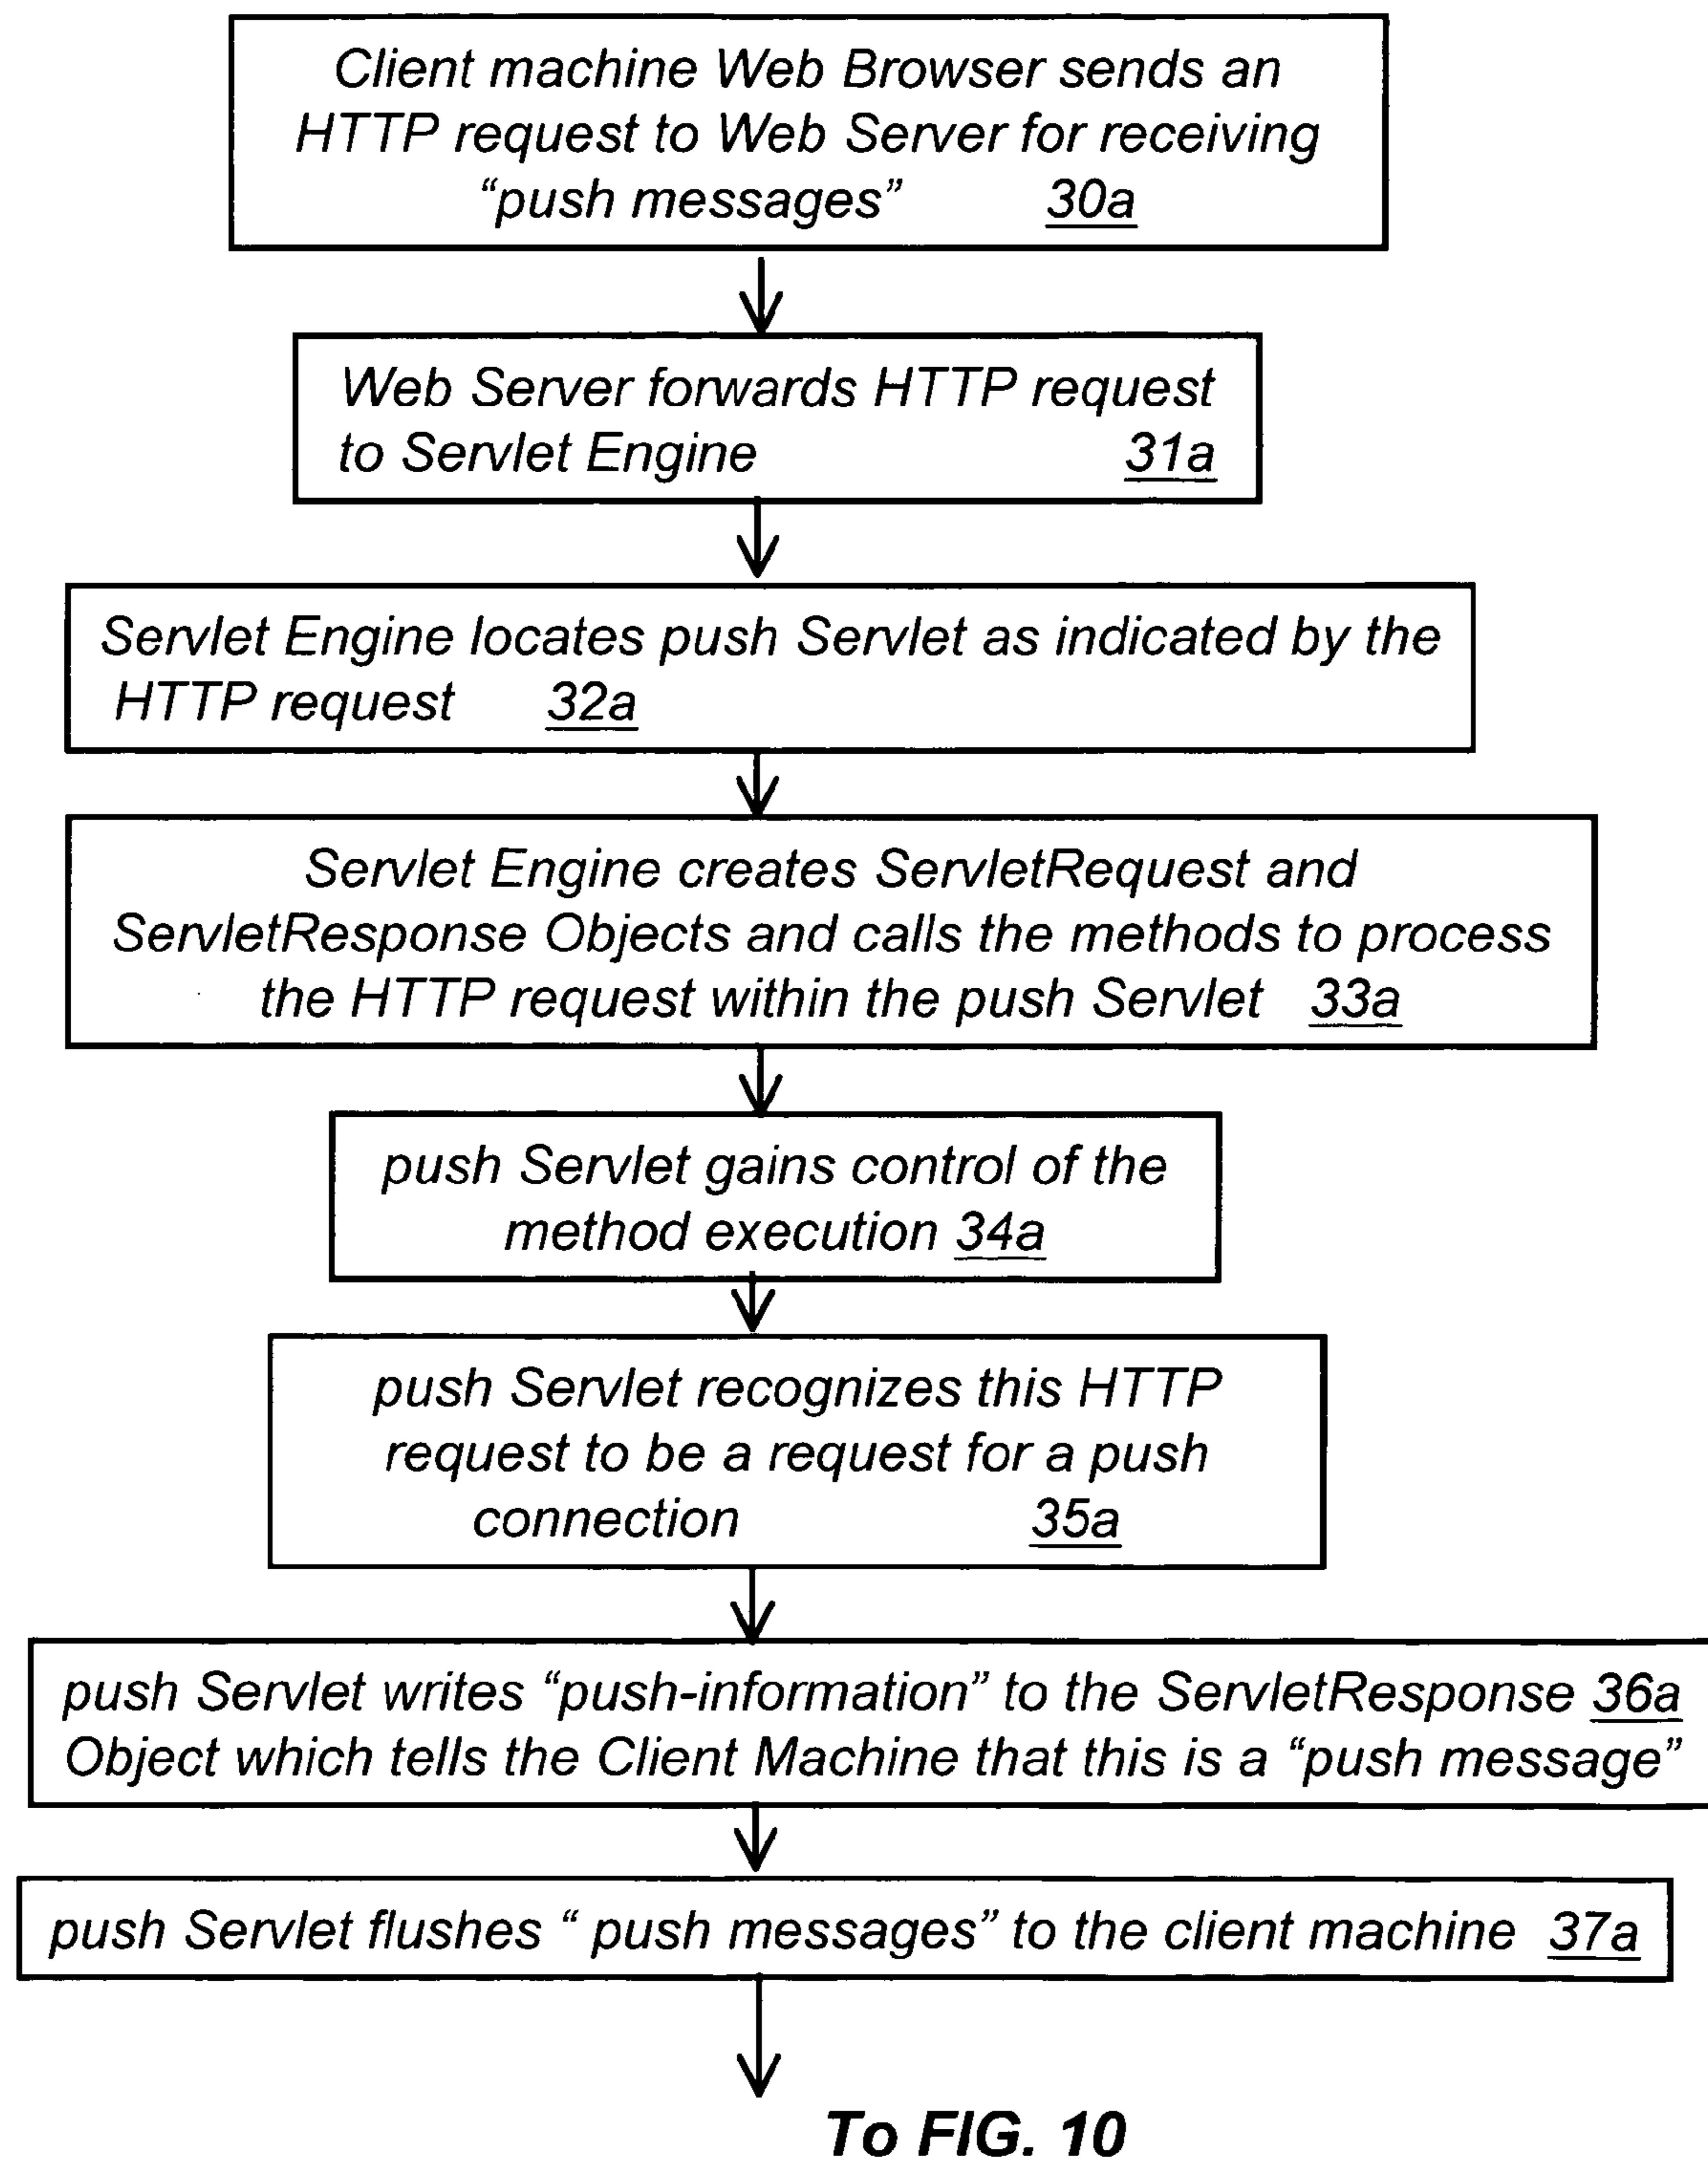 Client machine Web Browser sends an
HTTP request to Web Server for receiving
“push messages” 30a
Web Server forwards HTTP request
to Servlet Engine 31a
Servlet Engine locates push Servlet as indicated by the
HTTP request 32a
Servlet Engine creates ServletRequest and
ServletResponse Objects and calls the methods to process
the HTTP request within the push Servlet 33a
push Servlet gains control of the
method execution 34a
push Servlet recognizes this HTTP
request to be a request for a push
connection 35a
push Servlet writes “push-information” to the ServletResponse 36a
Object which tells the Client Machine that this is a “push message”
push Servlet flushes “ push messages” to the client machine 37a
To FIG. 10